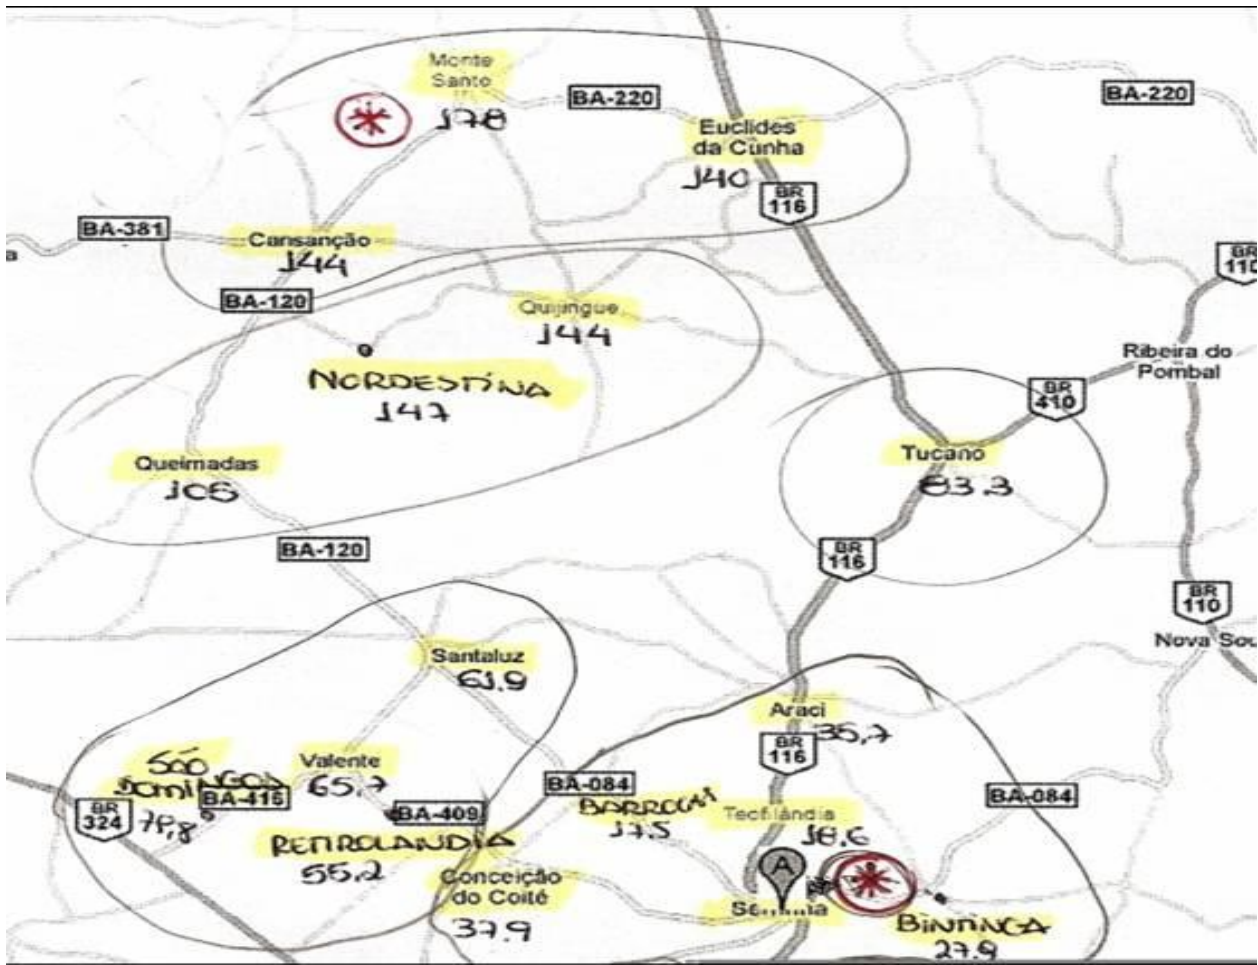 Monte
Santo
178
BA-220
BA-220
Euclides
da Cunha
140
BR
116
BA-381
Cansanção
144
a
BR
110
BA-120
Quijingue
144
Ribeira do
Pombal
NORDESTINA
147
BR
410
Queimadas
105
Tucano
83.3
BA-120
BR
116
BR
110
Nova Sou
Santaluz
61.9
Araci
35,7
BR
116
SÃO
DOMINGOS
79,8
Valente
65.7
BA-416
BR
324
BA-409
RETIROLANDIA
55.2
BA-084
BARROCAS
17.5
Teofilândia
18.6
BA-084
Conceição
do Coité
37.9
A
BINTINGA
27.9